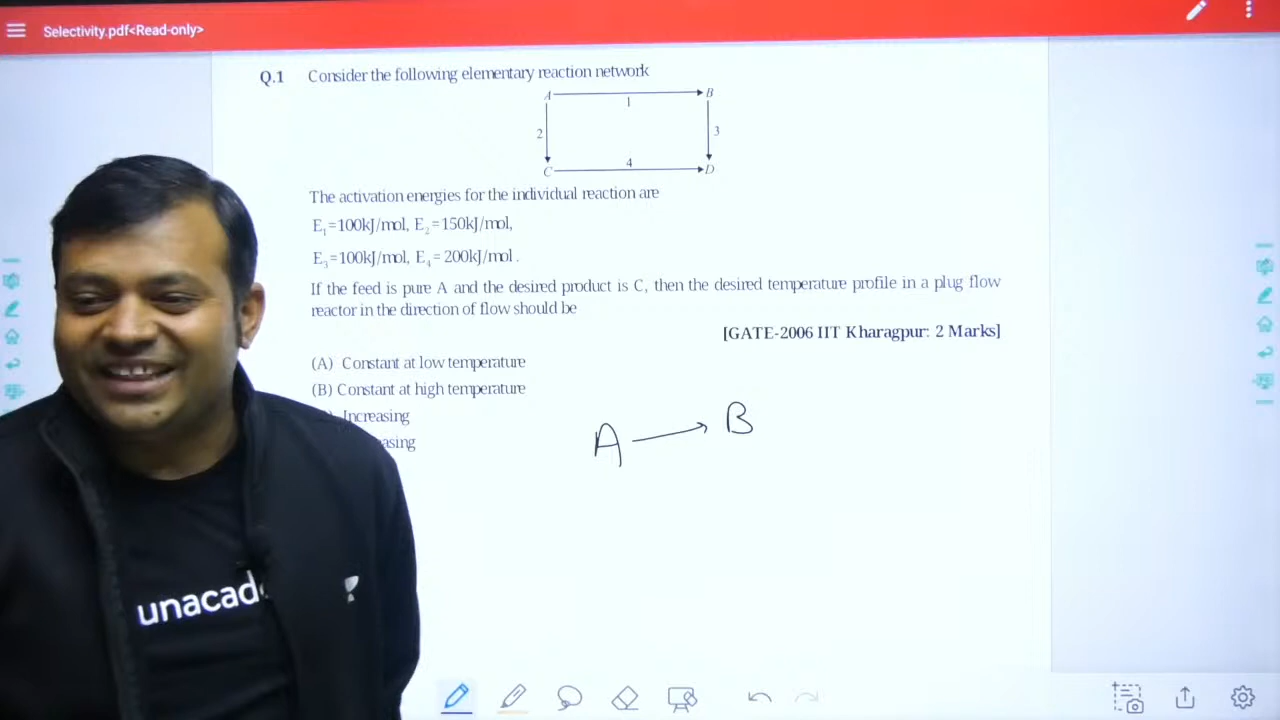 Selectivity.pdf<Read-only>
Q.1 Consider the following elementary reaction network
A B
1
2 3
4
C D
The activation energies for the individual reaction are
E₁=100kJ/mol, E₂=150kJ/mol,
E₃=100kJ/mol, E₄=200kJ/mol.
If the feed is pure A and the desired product is C, then the desired temperature profile in a plug flow
reactor in the direction of flow should be
[GATE-2006 IIT Kharagpur: 2 Marks]
(A) Constant at low temperature
(B) Constant at high temperature
Increasing
A → B